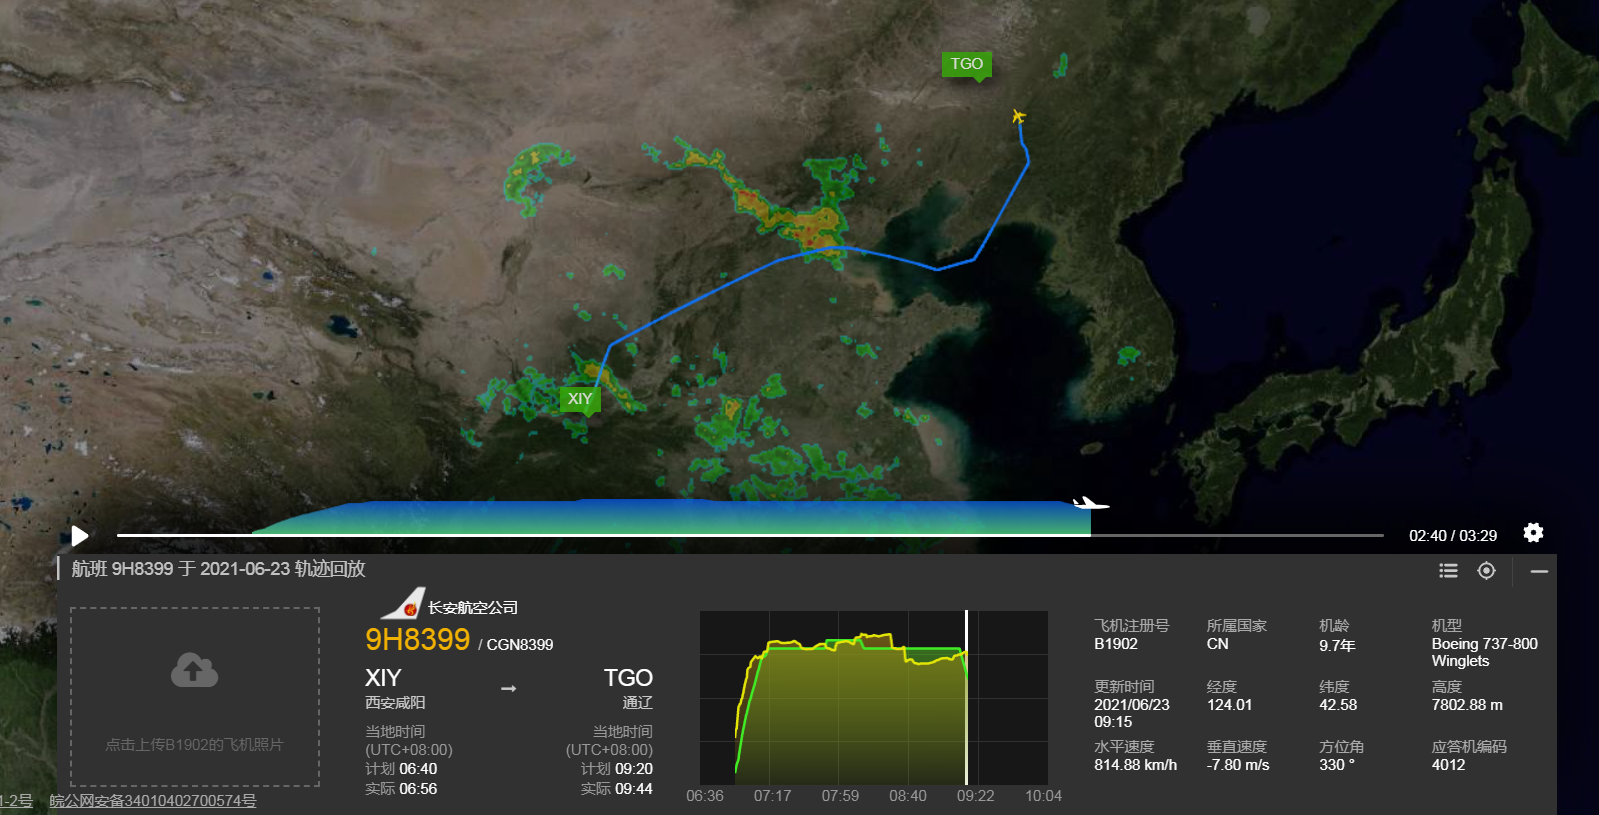 TGO
XIY
02:40 / 03:29
航班 9H8399 于 2021-06-23 轨迹回放
点击上传B1902的飞机照片
长安航空公司
9H8399 / CGN8399
XIY
TGO
西安咸阳
通辽
当地时间
(UTC+08:00)
计划 06:40
实际 06:56
当地时间
(UTC+08:00)
计划 09:20
实际 09:44
06:36 07:17 07:59 08:40 09:22 10:04
飞机注册号
B1902
所属国家
CN
机龄
9.7年
机型
Boeing 737-800
Winglets
更新时间
2021/06/23
09:15
经度
124.01
纬度
42.58
高度
7802.88 m
水平速度
814.88 km/h
垂直速度
-7.80 m/s
方位角
330 °
应答机编码
4012
1-2号 皖公网安备34010402700574号